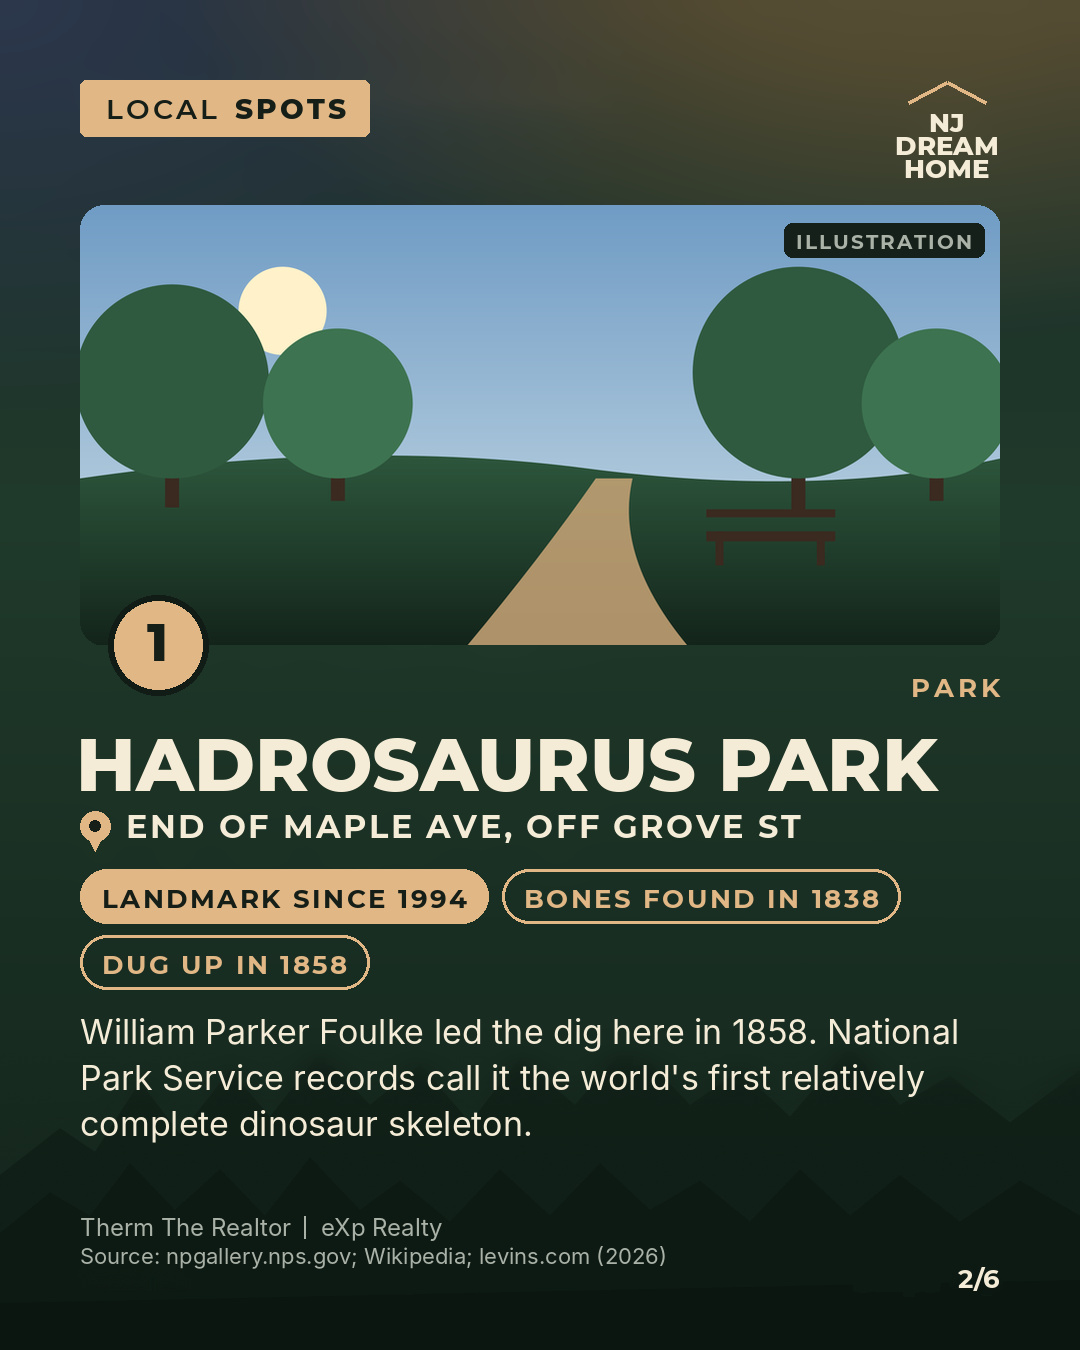 LOCAL SPOTS
NJ
DREAM
HOME
ILLUSTRATION
1
PARK
HADROSAURUS PARK
END OF MAPLE AVE, OFF GROVE ST
LANDMARK SINCE 1994
BONES FOUND IN 1838
DUG UP IN 1858
William Parker Foulke led the dig here in 1858. National
Park Service records call it the world's first relatively
complete dinosaur skeleton.
Therm The Realtor | eXp Realty
Source: npgallery.nps.gov; Wikipedia; levins.com (2026)
2/6